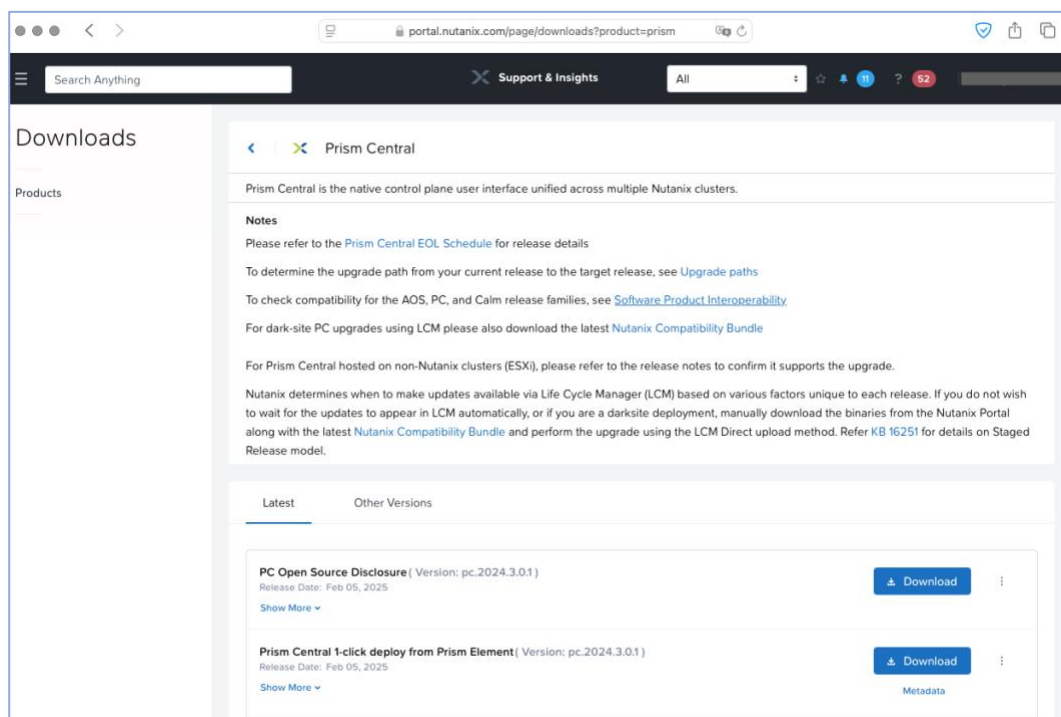 portal.nutanix.com/page/downloads?product=prism
Search Anything
Support & Insights
All
11
?
52
Downloads
Products
Prism Central
Prism Central is the native control plane user interface unified across multiple Nutanix clusters.
Notes
Please refer to the Prism Central EOL Schedule for release details
To determine the upgrade path from your current release to the target release, see Upgrade paths
To check compatibility for the AOS, PC, and Calm release families, see Software Product Interoperability
For dark-site PC upgrades using LCM please also download the latest Nutanix Compatibility Bundle
For Prism Central hosted on non-Nutanix clusters (ESXi), please refer to the release notes to confirm it supports the upgrade.
Nutanix determines when to make updates available via Life Cycle Manager (LCM) based on various factors unique to each release. If you do not wish
to wait for the updates to appear in LCM automatically, or if you are a darksite deployment, manually download the binaries from the Nutanix Portal
along with the latest Nutanix Compatibility Bundle and perform the upgrade using the LCM Direct upload method. Refer KB 16251 for details on Staged
Release model.
Latest
Other Versions
PC Open Source Disclosure( Version: pc.2024.3.0.1 )
Release Date: Feb 05, 2025
Show More
Download
Prism Central 1-click deploy from Prism Element( Version: pc.2024.3.0.1 )
Release Date: Feb 05, 2025
Show More
Download
Metadata